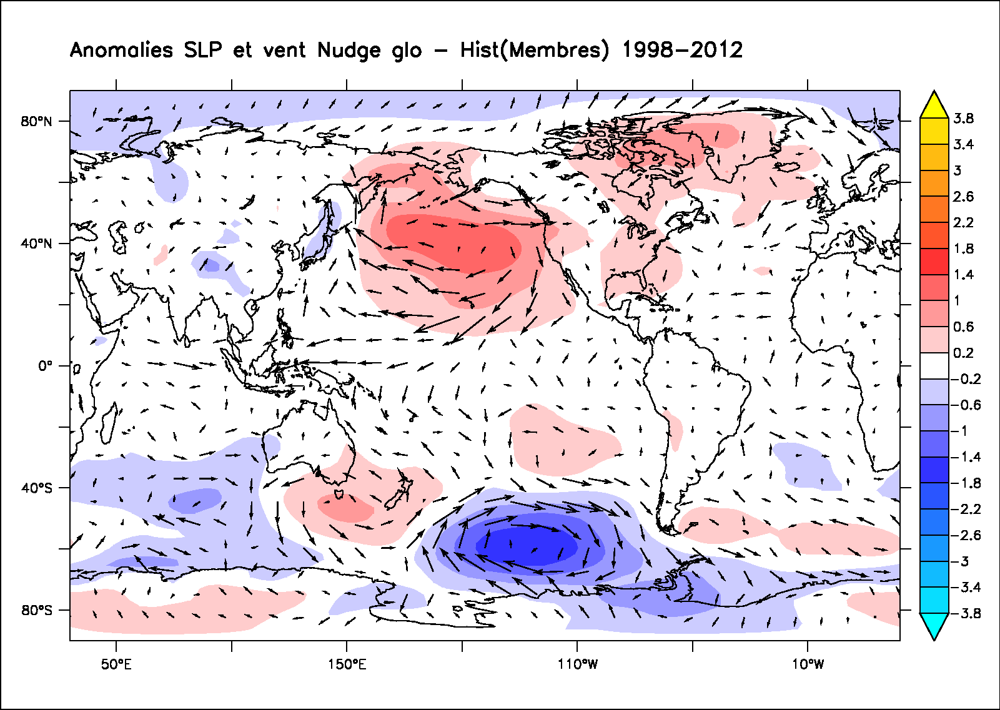 Anomalies SLP et vent Nudge glo - Hist(Membres) 1998-2012
80°N
40°N
0°
40°S
80°S
50°E
150°E
110°W
10°W
3.8
3.4
3
2.6
2.2
1.8
1.4
1
0.6
0.2
-0.2
-0.6
-1
-1.4
-1.8
-2.2
-2.6
-3
-3.4
-3.8